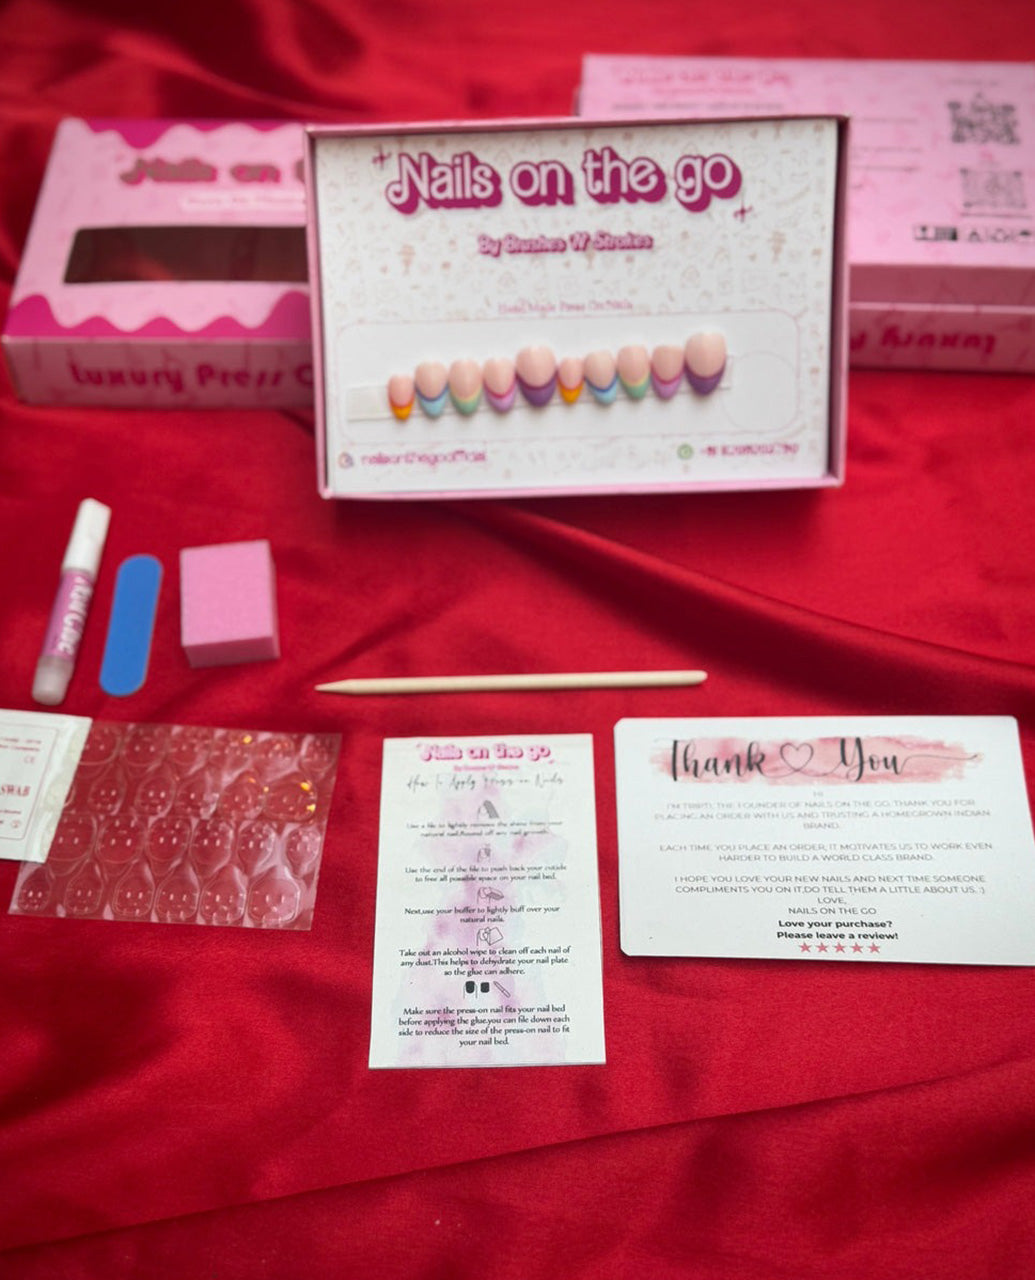 Nails on the go
Luxury Press
Nails on the go
By Brushes N' Strokes
Hand Made Press On Nails
Luxury
Nail Glue
SWAB
Nails on the go
By Brushes N' Strokes
How To Apply Press-on Nails
Use a file to lightly remove the shine from your
natural nail.Round off any nail growth.
Use the end of the file to push back your cuticle
to free all possible space on your nail bed.
Next,use your buffer to lightly buff over your
natural nails.
Take out an alcohol wipe to clean off each nail of
any dust.This helps to dehydrate your nail plate
so the glue can adhere.
Make sure the press-on nail fits your nail bed
before applying the glue.you can file down each
side to reduce the size of the press-on nail to fit
your nail bed.
Thank You
HI
I'M TRIPTI, THE FOUNDER OF NAILS ON THE GO. THANK YOU FOR
PLACING AN ORDER WITH US AND TRUSTING A HOMEGROWN INDIAN
BRAND.
EACH TIME YOU PLACE AN ORDER, IT MOTIVATES US TO WORK EVEN
HARDER TO BUILD A WORLD CLASS BRAND.
I HOPE YOU LOVE YOUR NEW NAILS AND NEXT TIME SOMEONE
COMPLIMENTS YOU ON IT,DO TELL THEM A LITTLE ABOUT US. :)
LOVE,
NAILS ON THE GO
Love your purchase?
Please leave a review!